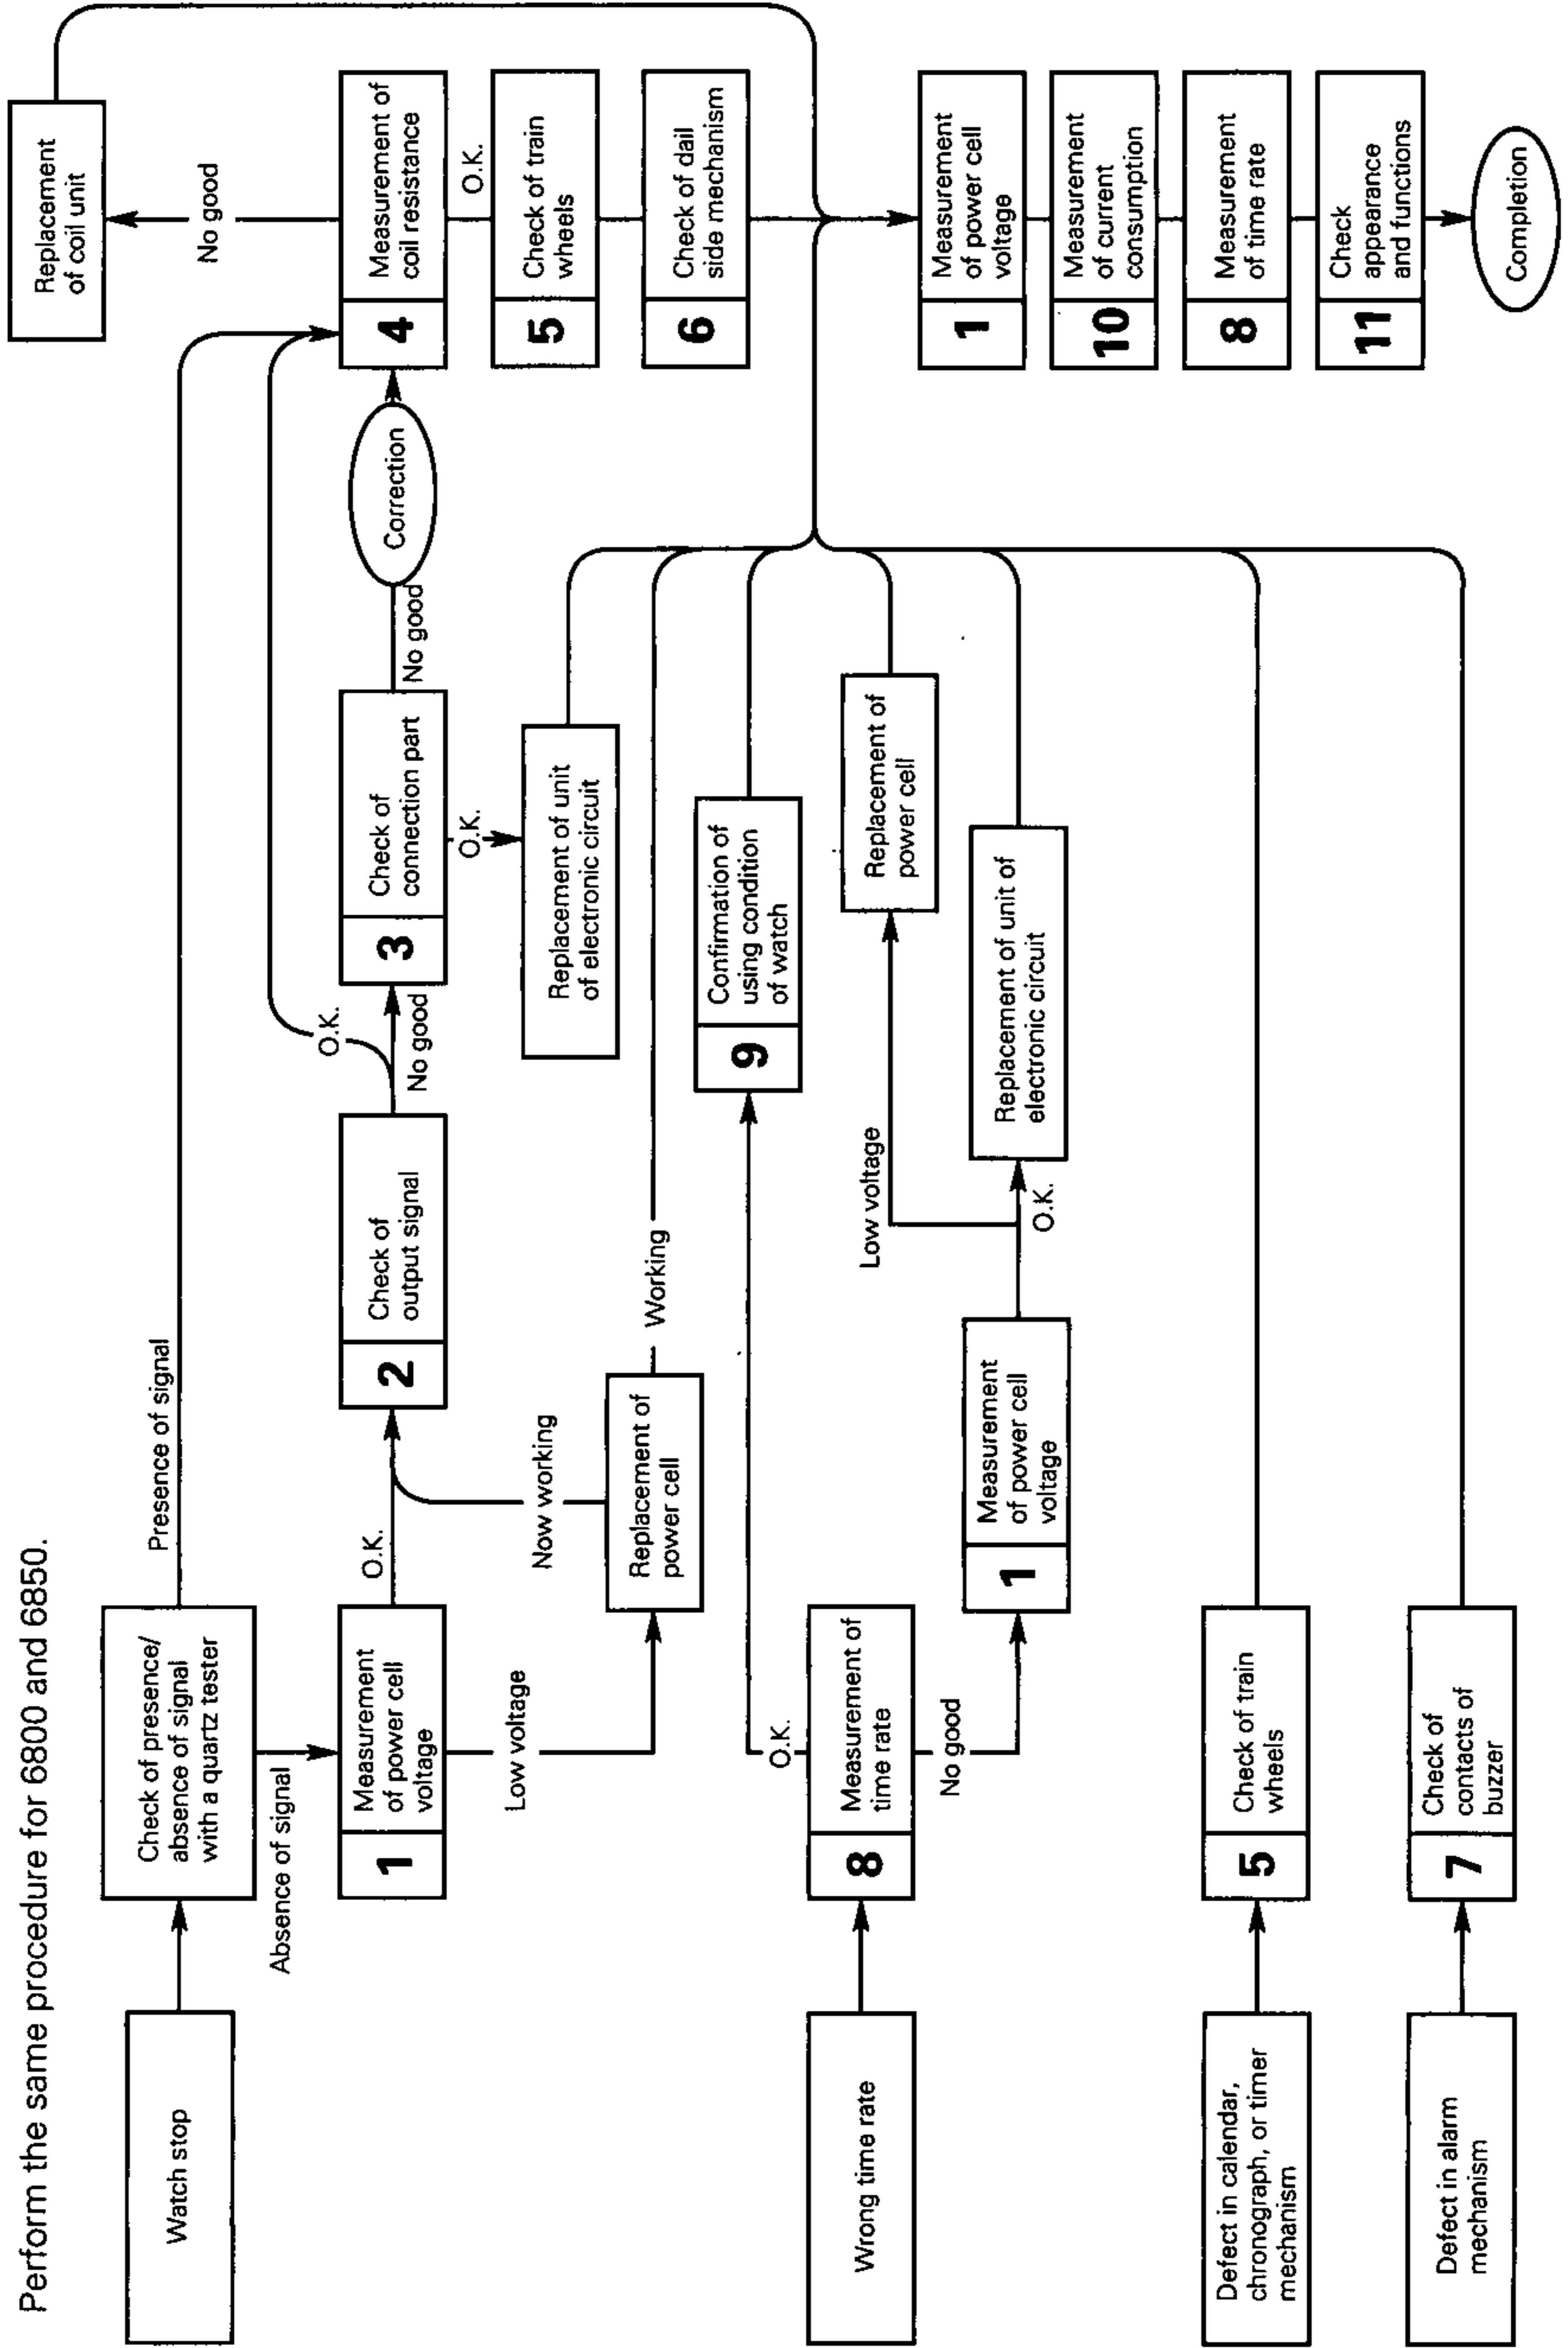 Perform the same procedure for 6800 and 6850.
Watch stop
Check of presence/
absence of signal
with a quartz tester
Presence of signal
Absence of signal
Replacement
of coil unit
No good
1
Measurement
of power cell
voltage
O.K.
Low voltage
2
Check of
output signal
O.K.
No good
3
Check of
connection part
No good
Correction
O.K.
4
Measurement of
coil resistance
O.K.
5
Check of train
wheels
6
Check of dail
side mechanism
Now working
Replacement of
power cell
Working
Replacement of unit
of electronic circuit
Wrong time rate
8
Measurement of
time rate
O.K.
No good
9
Confirmation of
using condition
of watch
1
Measurement
of power cell
voltage
Low voltage
O.K.
Replacement of
power cell
Replacement of unit of
electronic circuit
Defect in calendar,
chronograph, or timer
mechanism
5
Check of train
wheels
Defect in alarm
mechanism
7
Check of
contacts of
buzzer
1
Measurement
of power cell
voltage
10
Measurement
of current
consumption
8
Measurement
of time rate
11
Check
appearance
and functions
Completion